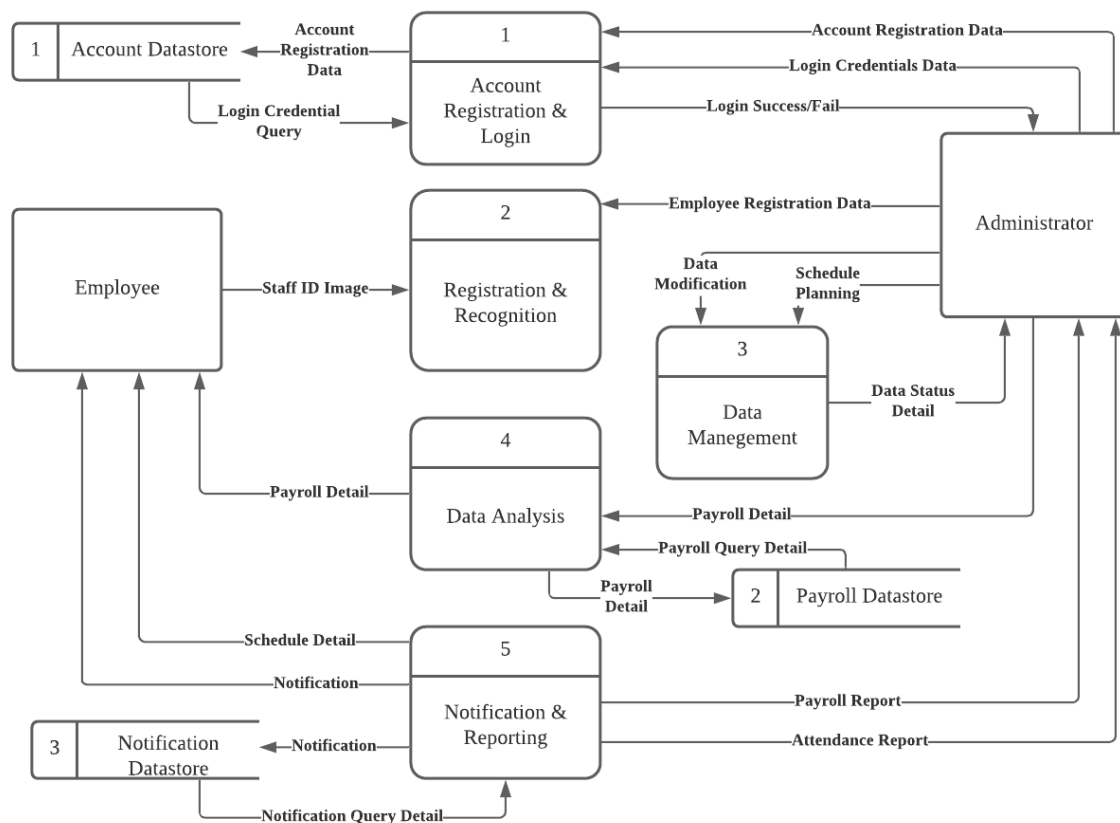 1
Account Datastore
Account
Registration
Data
1
Account
Registration &
Login
Account Registration Data
Login Credentials Data
Login Success/Fail
Login Credential
Query
Employee
Staff ID Image
2
Registration &
Recognition
Employee Registration Data
Administrator
Data
Modification
Schedule
Planning
3
Data
Manegement
Data Status
Detail
4
Data Analysis
Payroll Detail
Payroll Detail
Payroll Query Detail
Payroll
Detail
2
Payroll Datastore
5
Notification &
Reporting
Schedule Detail
Notification
Payroll Report
Attendance Report
3
Notification
Datastore
Notification
Notification Query Detail